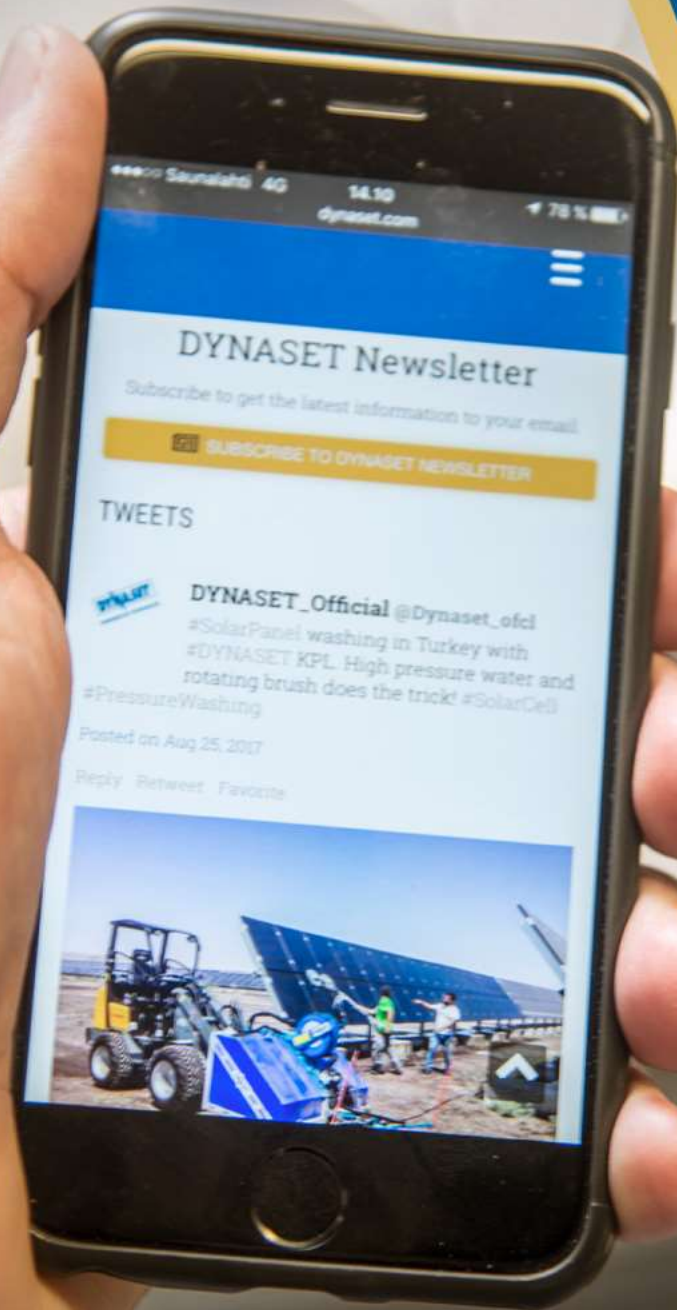 Saunalahti 4G 14.10 78 %
dynaset.com
DYNASET Newsletter
Subscribe to get the latest information to your email.
SUBSCRIBE TO DYNASET NEWSLETTER
TWEETS
DYNASET
DYNASET_Official @Dynaset_ofcl
#SolarPanel washing in Turkey with
#DYNASET KPL. High pressure water and
rotating brush does the trick! #SolarCell
#PressureWashing
Posted on Aug 25, 2017
Reply Retweet Favorite